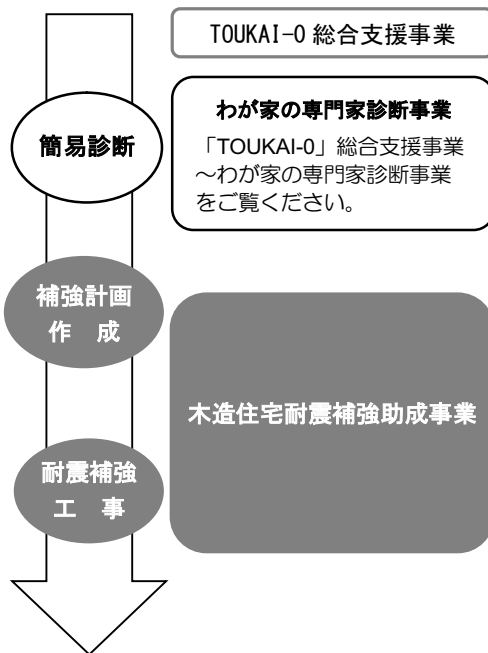 TOUKAI-0 総合支援事業
簡易診断
わが家の専門家診断事業
「TOUKAI-0」総合支援事業
～わが家の専門家診断事業
をご覧ください。
補強計画
作　成
木造住宅耐震補強助成事業
耐震補強
工　事